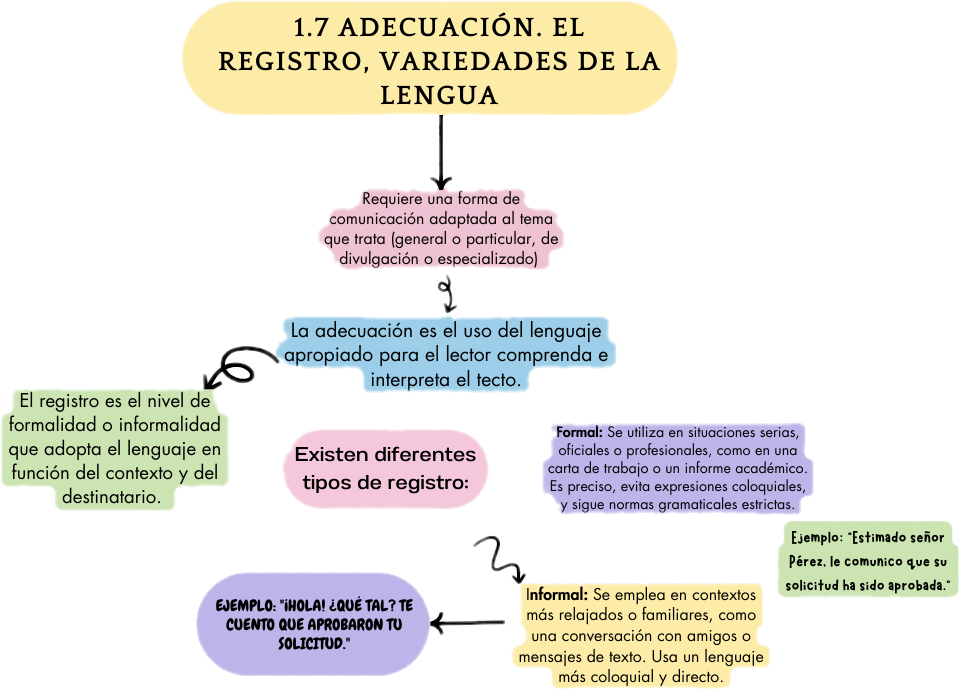 1.7 ADECUACIÓN. EL
REGISTRO, VARIEDADES DE LA
LENGUA
Requiere una forma de
comunicación adaptada al tema
que trata (general o particular, de
divulgación o especializado)
La adecuación es el uso del lenguaje
apropiado para el lector comprenda e
interpreta el tecto.
El registro es el nivel de
formalidad o informalidad
que adopta el lenguaje en
función del contexto y del
destinatario.
Existen diferentes
tipos de registro:
Formal: Se utiliza en situaciones serias,
oficiales o profesionales, como en una
carta de trabajo o un informe académico.
Es preciso, evita expresiones coloquiales,
y sigue normas gramaticales estrictas.
Ejemplo: "Estimado señor
Pérez, le comunico que su
solicitud ha sido aprobada."
Informal: Se emplea en contextos
más relajados o familiares, como
una conversación con amigos o
mensajes de texto. Usa un lenguaje
más coloquial y directo.
EJEMPLO: "¡HOLA! ¿QUÉ TAL? TE
CUENTO QUE APROBARON TU
SOLICITUD."